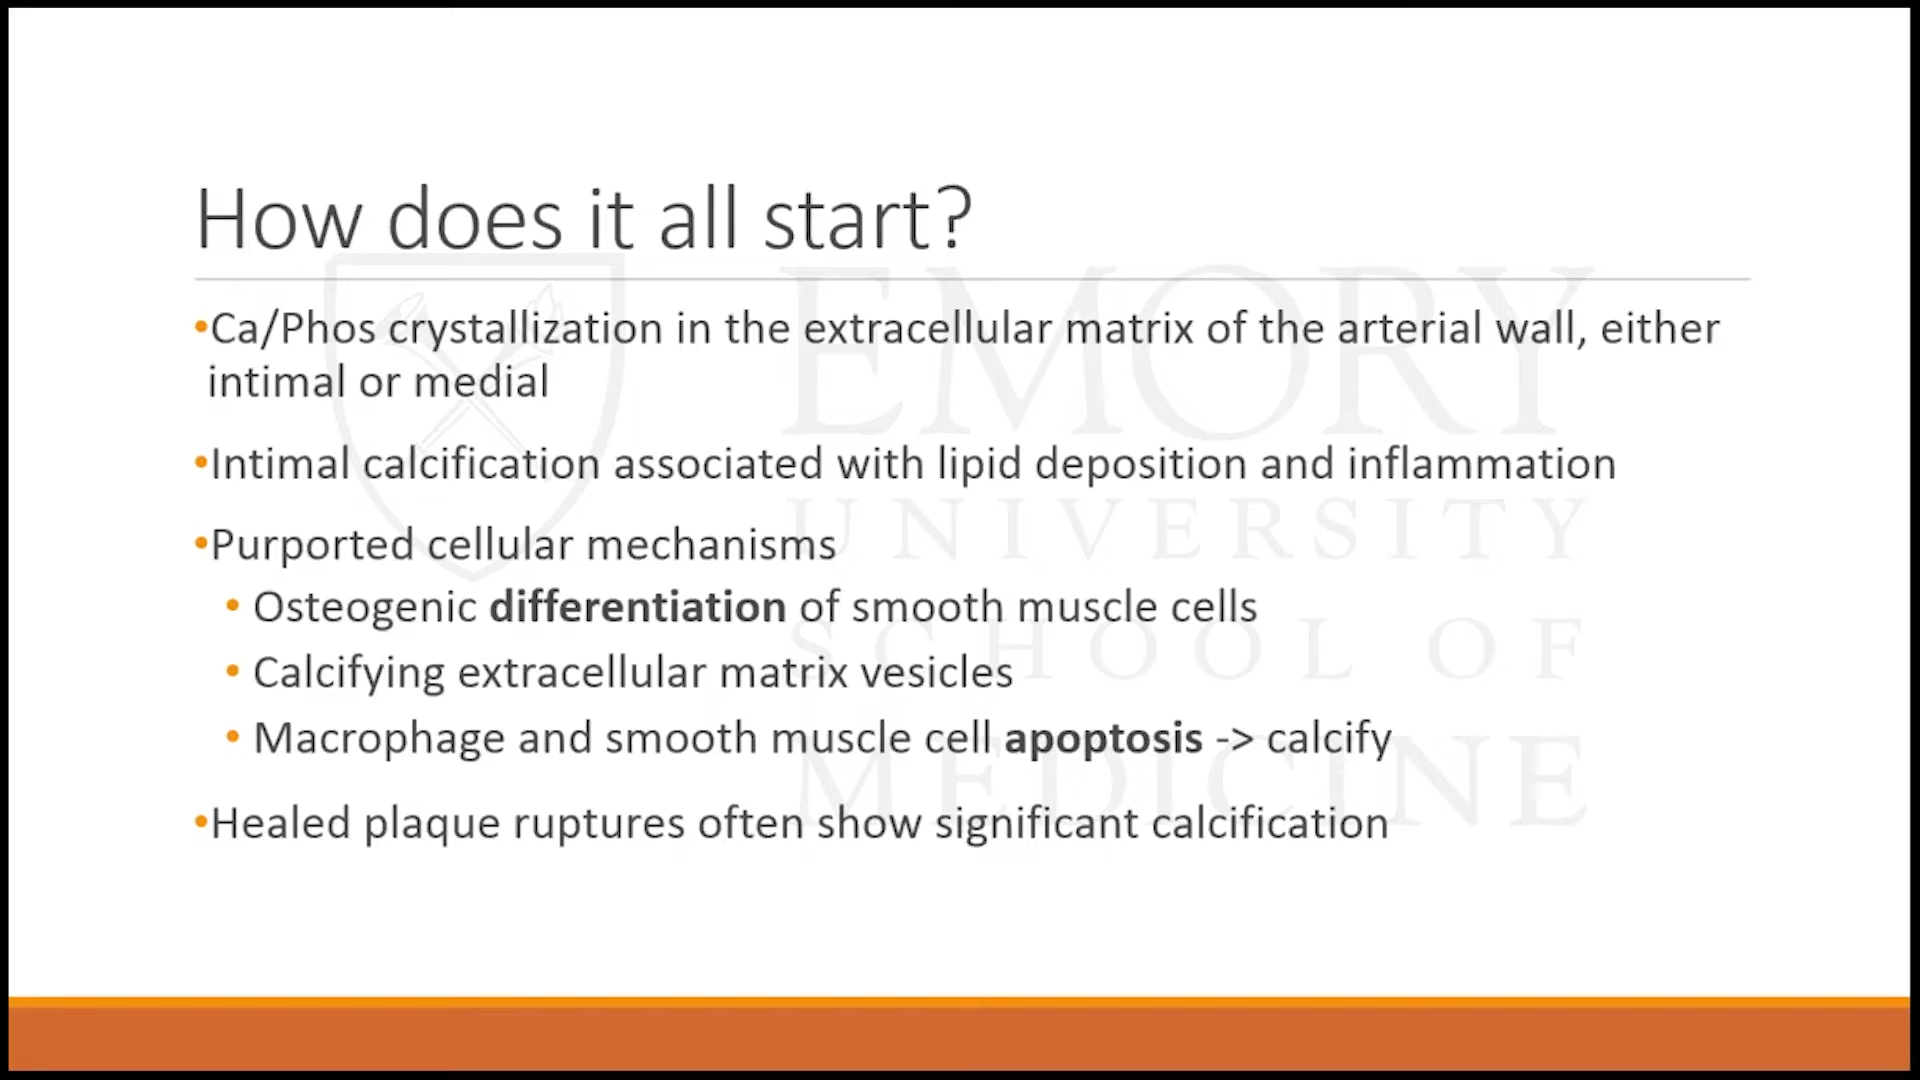 How does it all start?
•Ca/Phos crystallization in the extracellular matrix of the arterial wall, either
intimal or medial
•Intimal calcification associated with lipid deposition and inflammation
•Purported cellular mechanisms
• Osteogenic differentiation of smooth muscle cells
• Calcifying extracellular matrix vesicles
• Macrophage and smooth muscle cell apoptosis -> calcify
•Healed plaque ruptures often show significant calcification
EMORY
UNIVERSITY
SCHOOL OF
MEDICINE